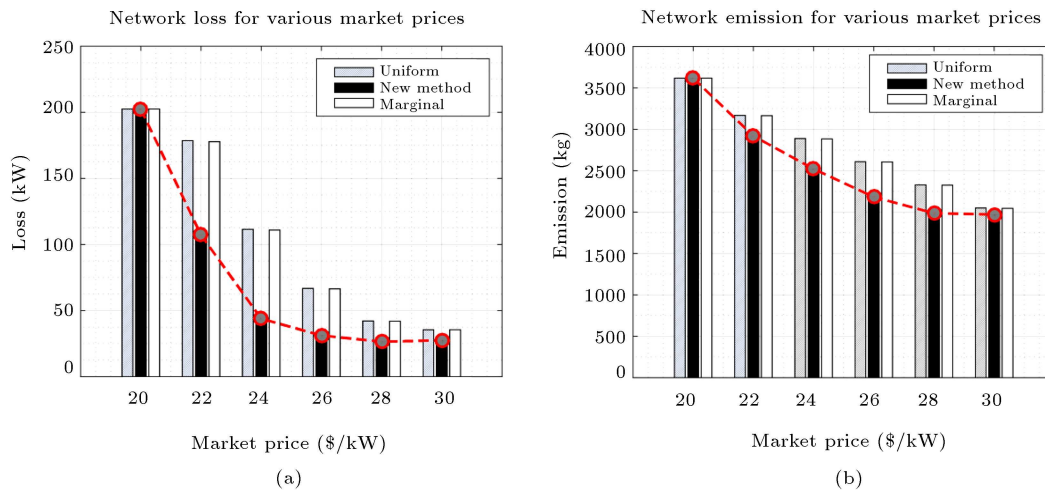 Network loss for various market prices
250
200
150
100
50
0
Loss (kW)
Uniform
New method
Marginal
20 22 24 26 28 30
Market price ($/kW)
(a)
Network emission for various market prices
4000
3500
3000
2500
2000
1500
1000
500
0
Emission (kg)
Uniform
New method
Marginal
20 22 24 26 28 30
Market price ($/kW)
(b)